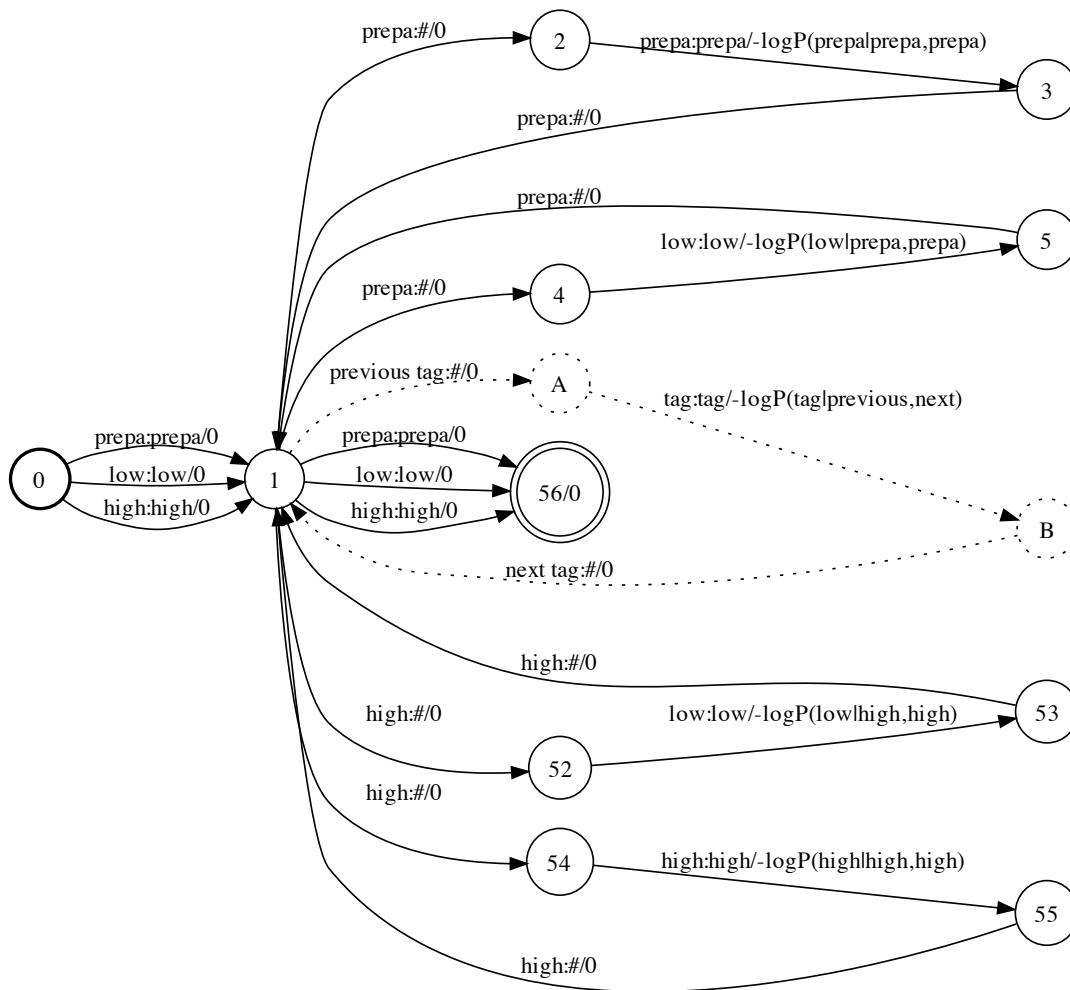 prepa:#/0
2
prepa:prepa/-logP(prepa|prepa,prepa)
3
prepa:#/0
prepa:#/0
low:low/-logP(low|prepa,prepa)
5
prepa:#/0
4
previous tag:#/0
A
tag:tag/-logP(tag|previous,next)
prepa:prepa/0
prepa:prepa/0
0
low:low/0
1
low:low/0
56/0
high:high/0
high:high/0
B
next tag:#/0
high:#/0
high:#/0
low:low/-logP(low|high,high)
53
52
high:#/0
54
high:high/-logP(high|high,high)
55
high:#/0